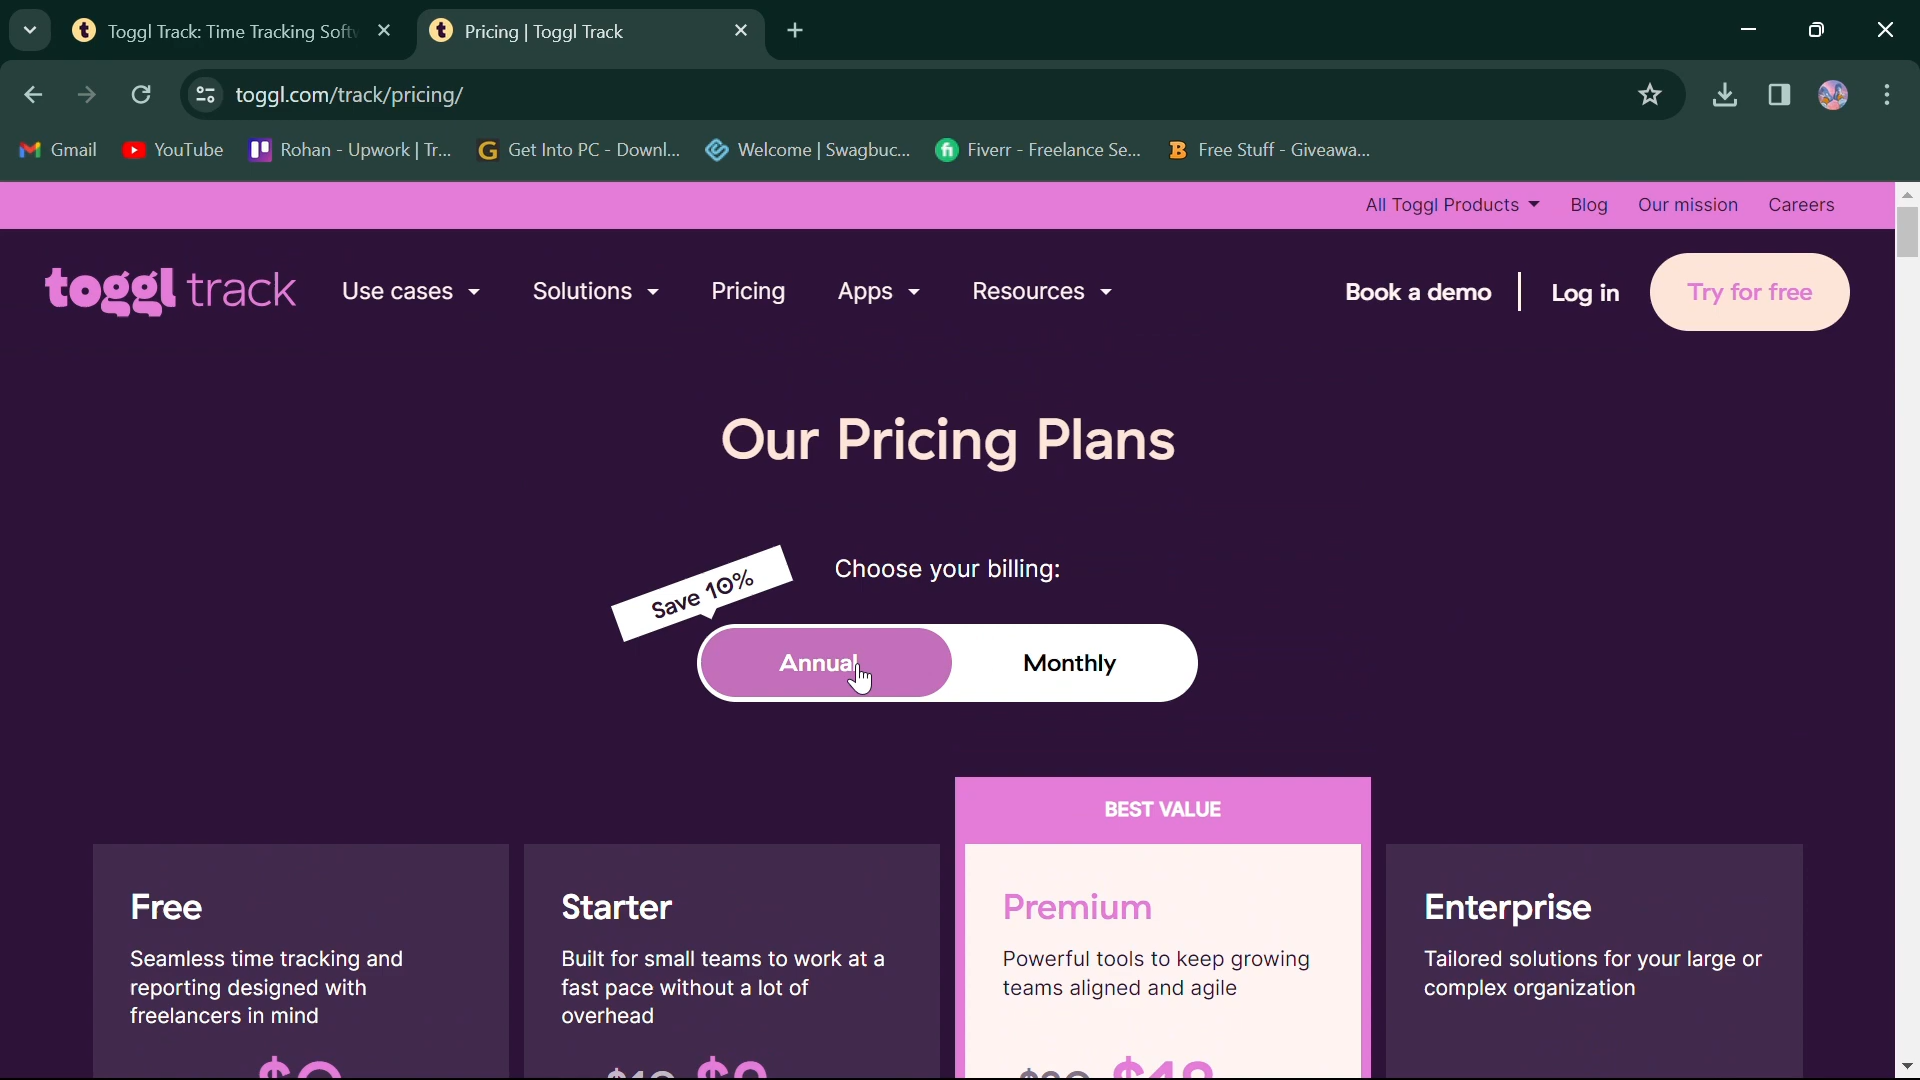 Toggl Track: Time Tracking Soft
Pricing | Toggl Track
toggl.com/track/pricing/
Gmail
YouTube
Rohan - Upwork | Tr...
Get Into PC - Downl...
Welcome | Swagbuc...
Fiverr - Freelance Se...
Free Stuff - Giveawa...
All Toggl Products
Blog
Our mission
Careers
toggl track
Use cases
Solutions
Pricing
Apps
Resources
Book a demo
Log in
Try for free
Our Pricing Plans
Save 10%
Choose your billing:
Annual
Monthly
BEST VALUE
Free
Seamless time tracking and
reporting designed with
freelancers in mind
Starter
Built for small teams to work at a
fast pace without a lot of
overhead
Premium
Powerful tools to keep growing
teams aligned and agile
Enterprise
Tailored solutions for your large or
complex organization